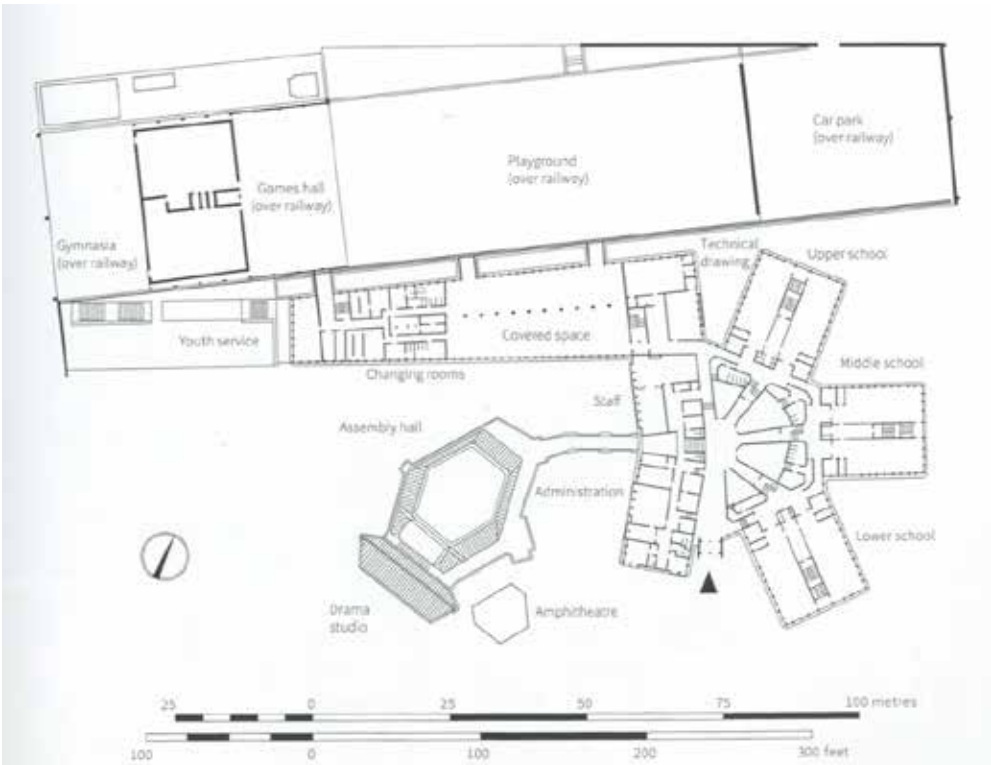 Car park
(over railway)
Playground
(over railway)
Games hall
(over railway)
Gymnasia
(over railway)
Technical
drawing
Upper school
Youth service
Covered space
Changing rooms
Middle school
Staff
Assembly hall
Administration
Lower school
Drama
studio
Amphitheatre
25 0 25 50 75 100 metres
100 0 100 200 300 feet